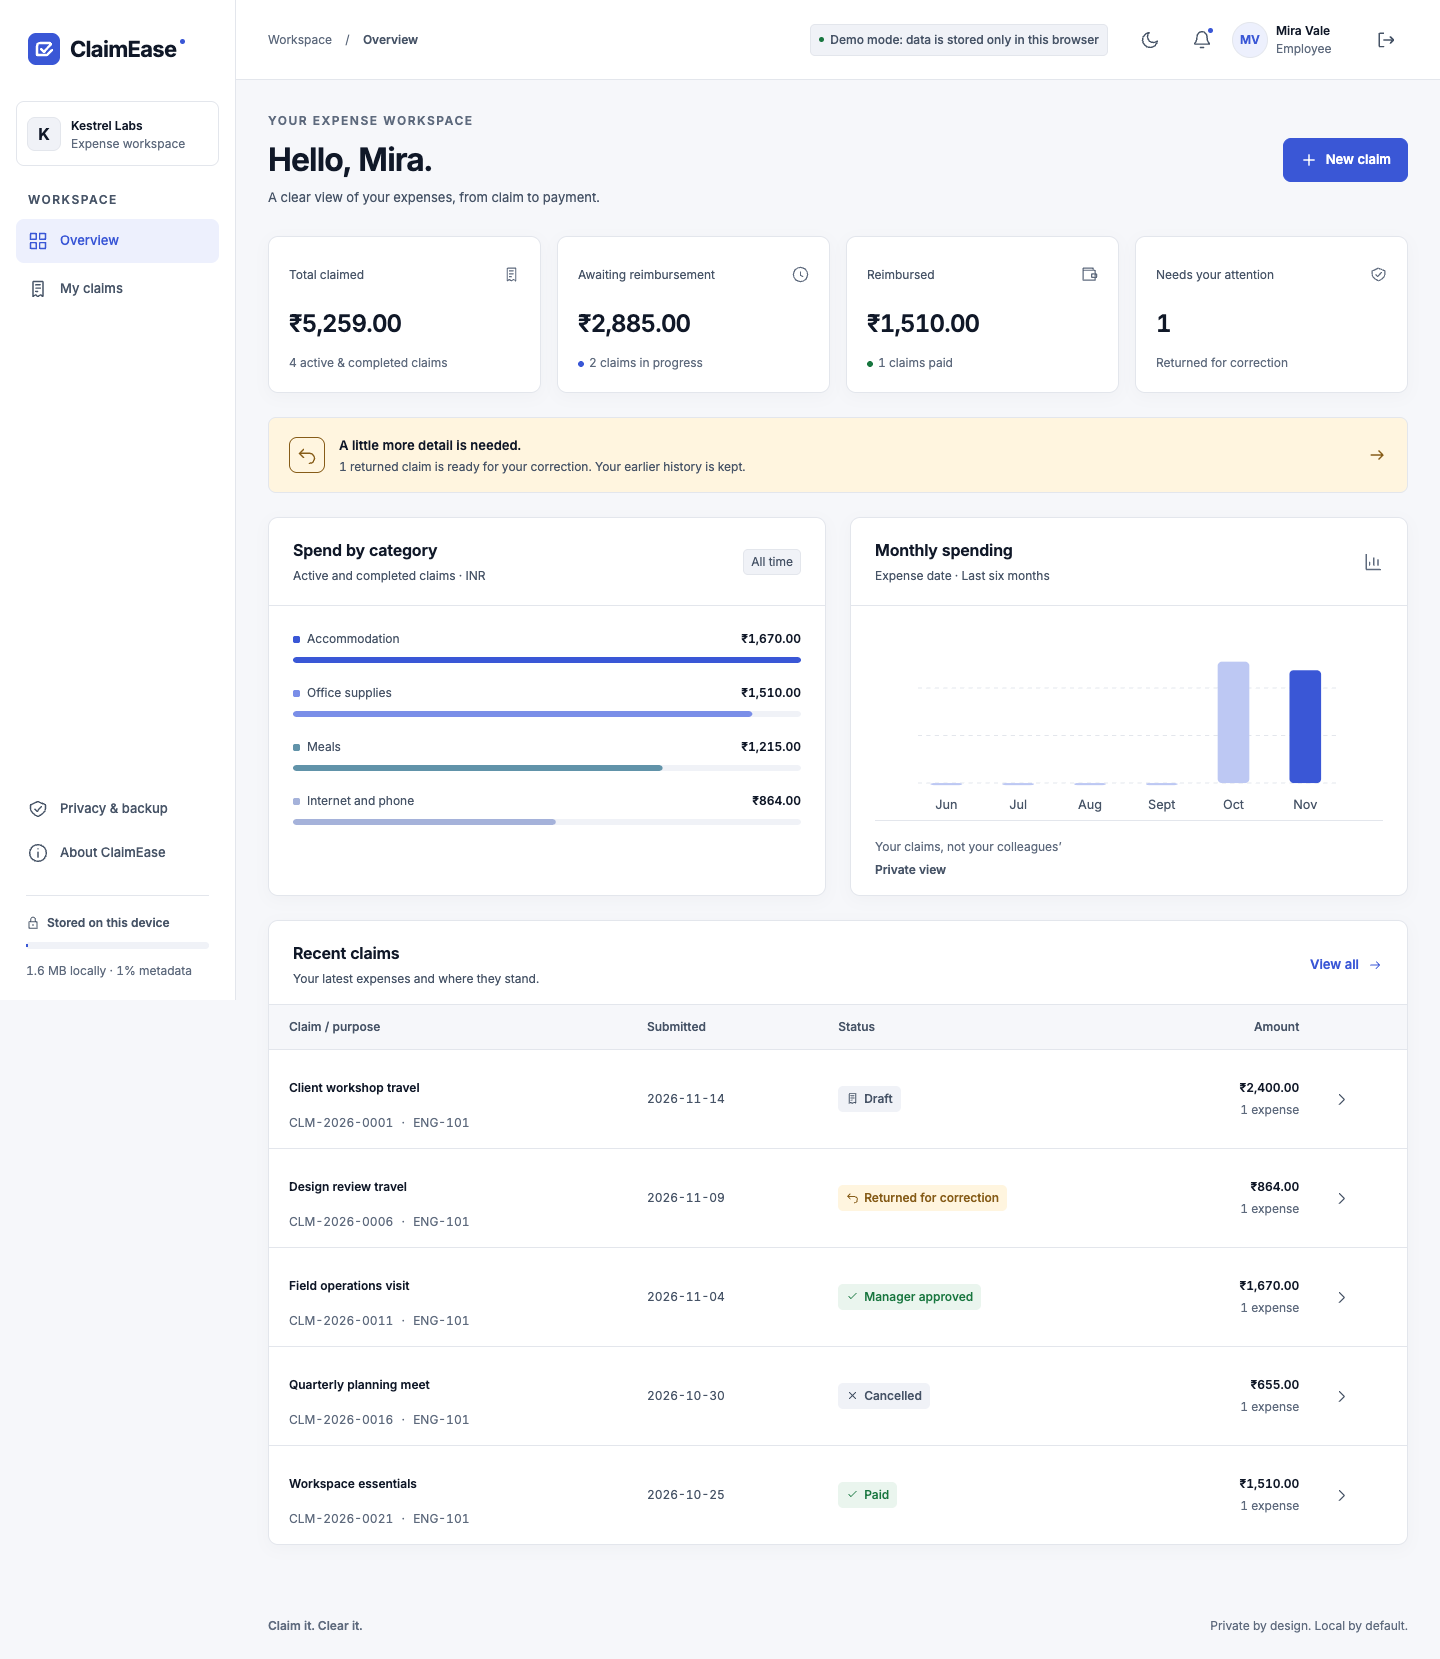 ClaimEase
K
Kestrel Labs
Expense workspace
WORKSPACE
Overview
My claims
Privacy & backup
About ClaimEase
Stored on this device
1.6 MB locally · 1% metadata
Workspace / Overview
Demo mode: data is stored only in this browser
MV
Mira Vale
Employee
YOUR EXPENSE WORKSPACE
Hello, Mira.
A clear view of your expenses, from claim to payment.
New claim
Total claimed
₹5,259.00
4 active & completed claims
Awaiting reimbursement
₹2,885.00
2 claims in progress
Reimbursed
₹1,510.00
1 claims paid
Needs your attention
1
Returned for correction
A little more detail is needed.
1 returned claim is ready for your correction. Your earlier history is kept.
Spend by category
Active and completed claims · INR
All time
Accommodation ₹1,670.00
Office supplies ₹1,510.00
Meals ₹1,215.00
Internet and phone ₹864.00
Monthly spending
Expense date · Last six months
Jun Jul Aug Sept Oct Nov
Your claims, not your colleagues’
Private view
Recent claims
Your latest expenses and where they stand.
View all
Claim / purpose Submitted Status Amount
Client workshop travel
CLM-2026-0001 · ENG-101
2026-11-14
Draft
₹2,400.00
1 expense
Design review travel
CLM-2026-0006 · ENG-101
2026-11-09
Returned for correction
₹864.00
1 expense
Field operations visit
CLM-2026-0011 · ENG-101
2026-11-04
Manager approved
₹1,670.00
1 expense
Quarterly planning meet
CLM-2026-0016 · ENG-101
2026-10-30
Cancelled
₹655.00
1 expense
Workspace essentials
CLM-2026-0021 · ENG-101
2026-10-25
Paid
₹1,510.00
1 expense
Claim it. Clear it.
Private by design. Local by default.